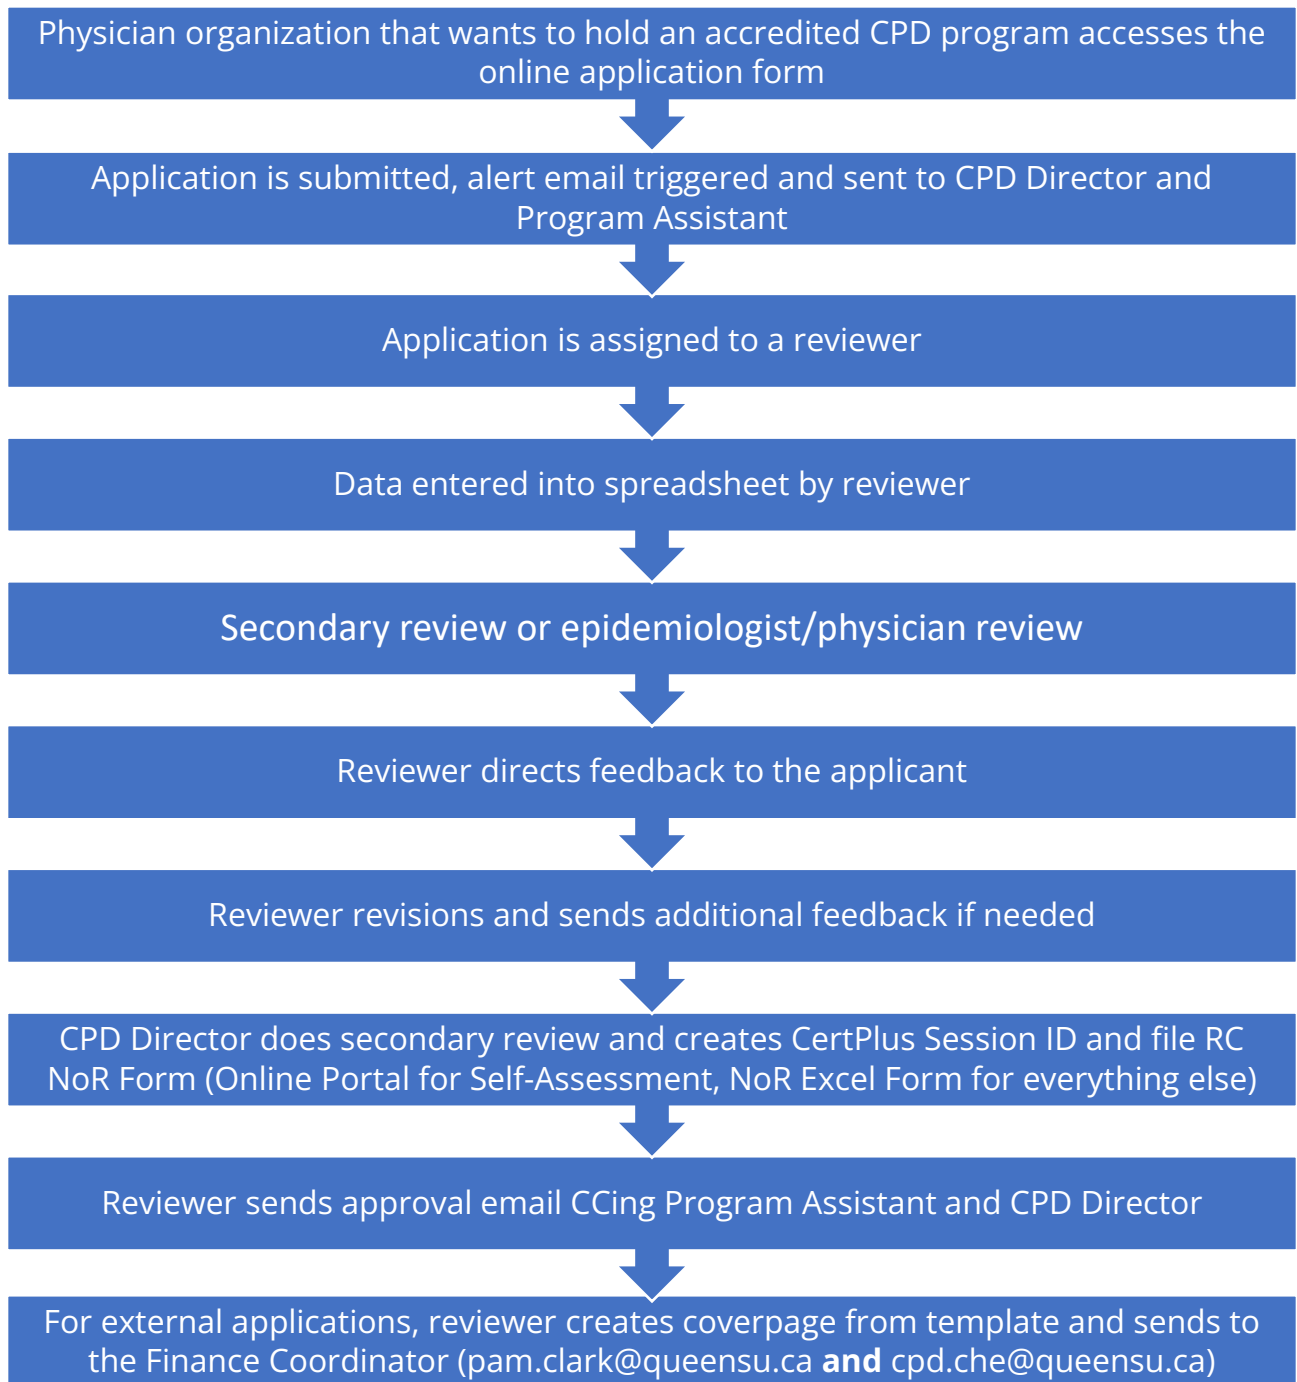 Physician organization that wants to hold an accredited CPD program accesses the
online application form
Application is submitted, alert email triggered and sent to CPD Director and
Program Assistant
Application is assigned to a reviewer
Data entered into spreadsheet by reviewer
Secondary review or epidemiologist/physician review
Reviewer directs feedback to the applicant
Reviewer revisions and sends additional feedback if needed
CPD Director does secondary review and creates CertPlus Session ID and file RC
NoR Form (Online Portal for Self-Assessment, NoR Excel Form for everything else)
Reviewer sends approval email CCing Program Assistant and CPD Director
For external applications, reviewer creates coverpage from template and sends to
the Finance Coordinator (pam.clark@queensu.ca and cpd.che@queensu.ca)